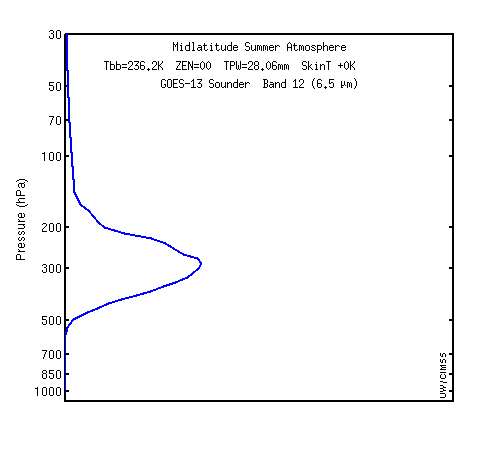 Midlatitude Summer Atmosphere
Tbb=236.2K ZEN=00 TPW=28.06mm SkinT +0K
GOES-13 Sounder Band 12 (6.5 µm)
30
50
70
100
200
300
500
700
850
1000
Pressure (hPa)
UW/CIMSS